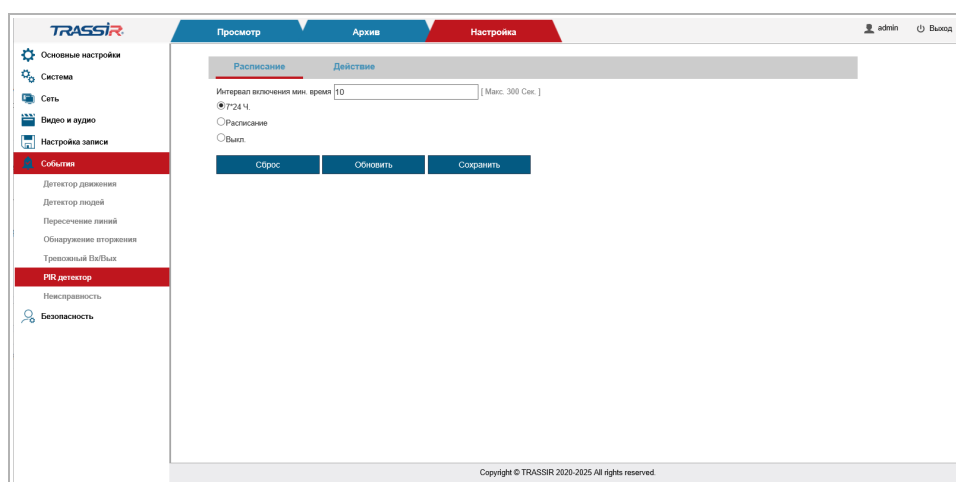 TRASSIR
Просмотр
Архив
Настройка
admin
Выход
Основные настройки
Система
Сеть
Видео и аудио
Настройка записи
События
Детектор движения
Детектор людей
Пересечение линий
Обнаружение вторжения
Тревожный Вх/Вых
PIR детектор
Неисправность
Безопасность
Расписание
Действие
Интервал включения мин. время 10 [ Макс. 300 Сек. ]
7*24 Ч.
Расписание
Выкл.
Сброс
Обновить
Сохранить
Copyright © TRASSIR 2020-2025 All rights reserved.